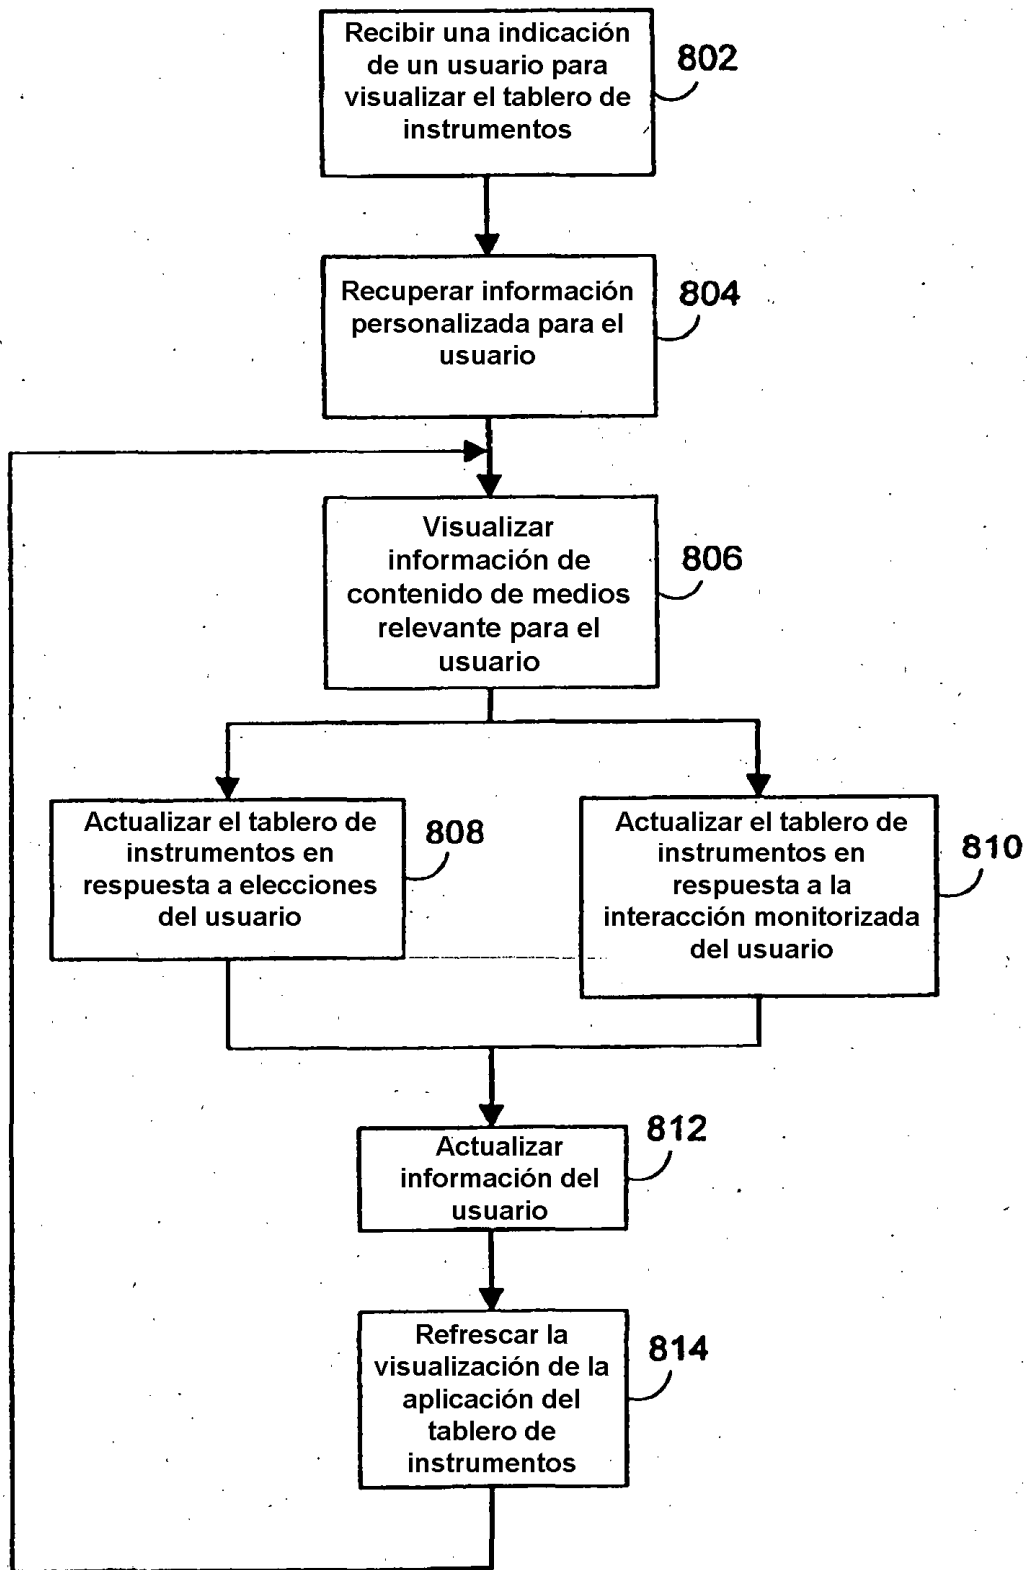 Recibir una indicación
de un usuario para
visualizar el tablero de
instrumentos
802
Recuperar información
personalizada para el
usuario
804
Visualizar
información de
contenido de medios
relevante para el
usuario
806
Actualizar el tablero de
instrumentos en
respuesta a elecciones
del usuario
808
Actualizar el tablero de
instrumentos en
respuesta a la
interacción monitorizada
del usuario
810
Actualizar
información del
usuario
812
Refrescar la
visualización de la
aplicación del
tablero de
instrumentos
814